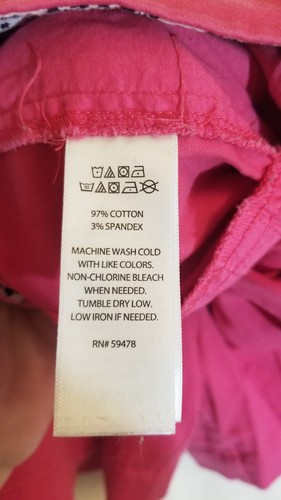 97% COTTON
3% SPANDEX
MACHINE WASH COLD
WITH LIKE COLORS.
NON-CHLORINE BLEACH
WHEN NEEDED.
TUMBLE DRY LOW.
LOW IRON IF NEEDED.
RN# 59478